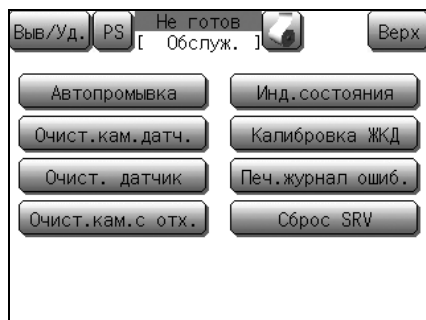 Выв/Уд. PS Не готов Верх
[ Обслуж. ]
Автопромывка Инд.состояния
Очист.кам.датч. Калибровка ЖКД
Очист. датчик Печ.журнал ошиб.
Очист.кам.с отх. Сброс SRV